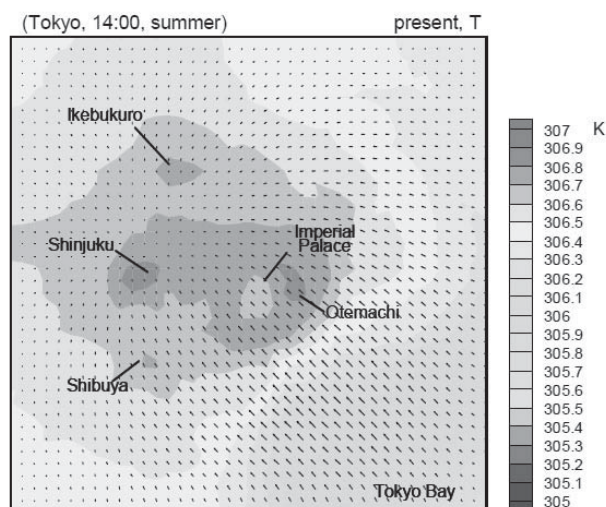 (Tokyo, 14:00, summer) present, T
Ikebukuro
Shinjuku
Imperial
Palace
Otemachi
Shibuya
Tokyo Bay
K
307
306.9
306.8
306.7
306.6
306.5
306.4
306.3
306.2
306.1
306
305.9
305.8
305.7
305.6
305.5
305.4
305.3
305.2
305.1
305